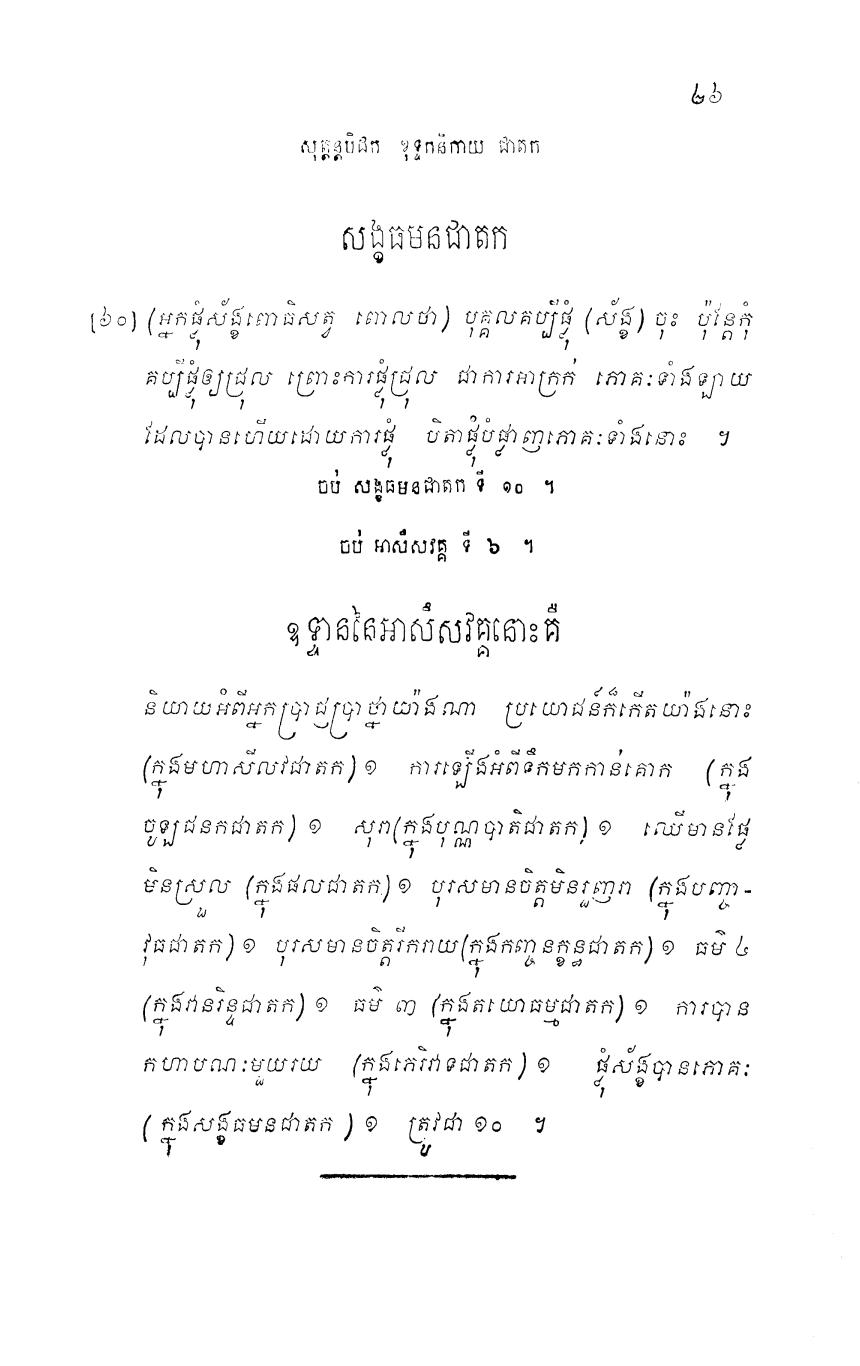 ២៦
សុត្តន្តបិដក ខុទ្ទកនិកាយ ជាតក
សង្ខធមនជាតក
[៦០] (អ្នកផ្លុំស័ង្ខពោធិសត្វ ពោលថា) បុគ្គលគប្បីផ្លុំ (ស័ង្ខ) ចុះ ប៉ុន្តែកុំ
គប្បីផ្លុំឲ្យជ្រុល ព្រោះការផ្លុំជ្រុល ជាការអាក្រក់ ភោគៈទាំងឡាយ
ដែលបានហើយដោយការផ្លុំ បិតាផ្លុំបំផ្លាញភោគៈទាំងនោះ ។
ចប់ សង្ខធមនជាតក ទី ១០ ។
ចប់ អាសឹសវគ្គ ទី ៦ ។
ឧទ្ទាននៃអាសឹសវគ្គនោះគឺ
និយាយអំពីអ្នកប្រាជ្ញប្រាថ្នាយ៉ាងណា ប្រយោជន៍ក៏កើតយ៉ាងនោះ
(ក្នុងមហាសីលវជាតក) ១ ការឡើងអំពីទឹកមកកាន់គោក (ក្នុង
ចូឡជនកជាតក) ១ សុរា(ក្នុងបុណ្ណបាតិជាតក) ១ ឈើមានផ្លែ
មិនស្រួល (ក្នុងផលជាតក) ១ បុរសមានចិត្តមិនរួញរា (ក្នុងបញ្ចា-
វុធជាតក) ១ បុរសមានចិត្តរីករាយ(ក្នុងកញ្ចនក្ខន្ធជាតក) ១ ធម៌ ៤
(ក្នុងវានរិន្ទជាតក) ១ ធម៌ ៣ (ក្នុងតយោធម្មជាតក) ១ ការបាន
កហាបណៈមួយរយ (ក្នុងភេរិវាទជាតក) ១ ផ្លុំស័ង្ខបានភោគៈ
(ក្នុងសង្ខធមនជាតក) ១ ត្រូវជា ១០ ។